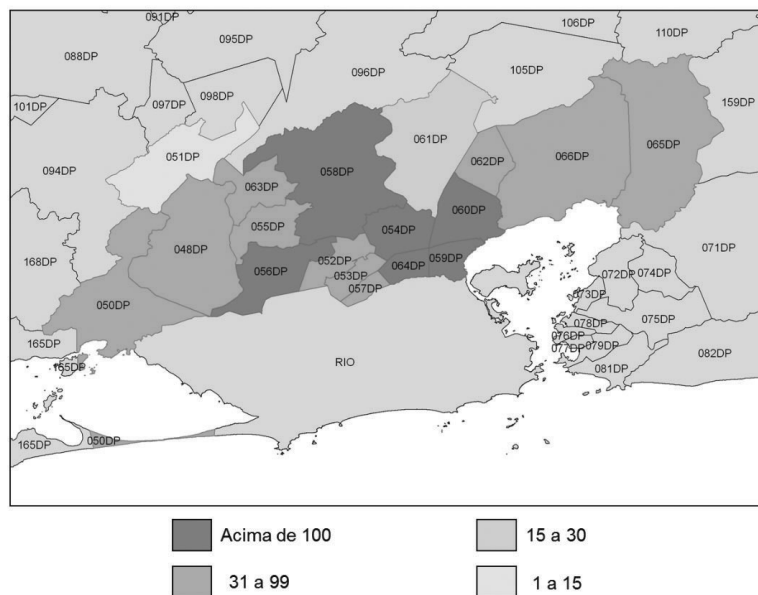 091DP
106DP
110DP
095DP
088DP
096DP
105DP
098DP
097DP
101DP
159DP
061DP
065DP
051DP
066DP
062DP
094DP
058DP
063DP
060DP
055DP
054DP
048DP
071DP
052DP
059DP
168DP
056DP
064DP
053DP
072DP
074DP
057DP
073DP
050DP
075DP
078DP
076DP
165DP
079DP
077DP
082DP
RIO
165DP
081DP
050DP
165DP
Acima de 100
15 a 30
31 a 99
1 a 15